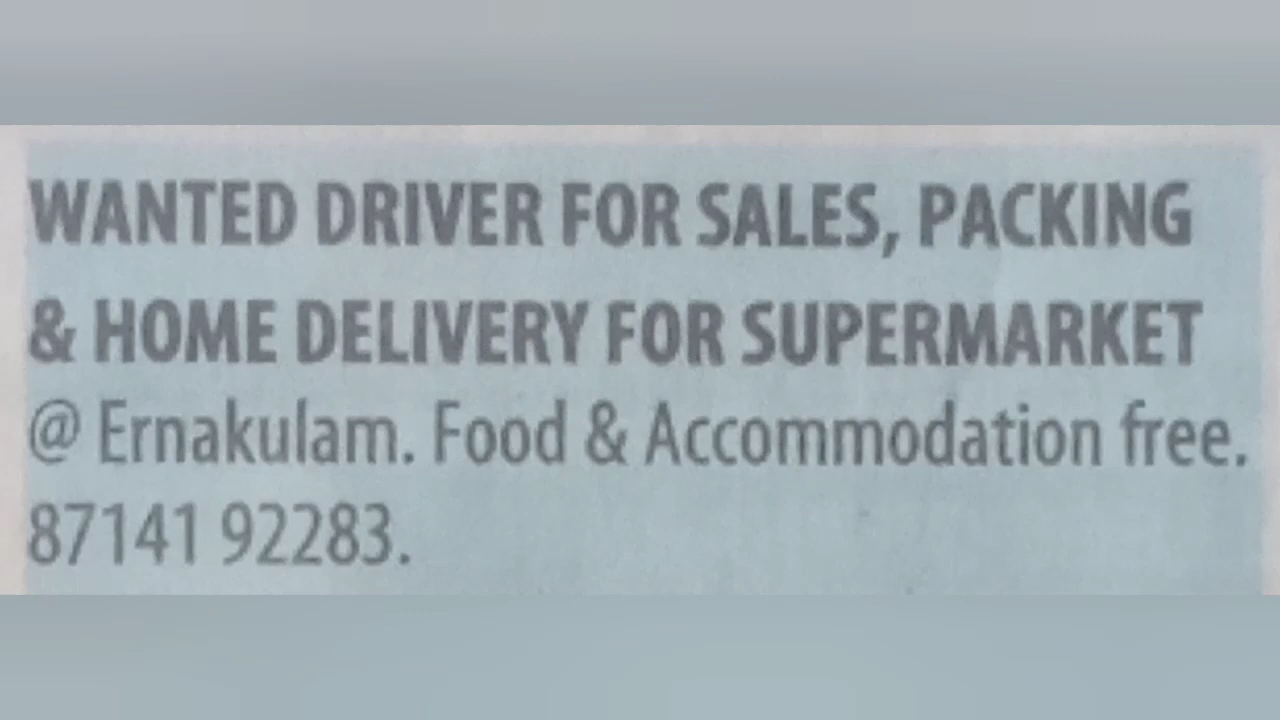 WANTED DRIVER FOR SALES, PACKING
& HOME DELIVERY FOR SUPERMARKET
@ Ernakulam. Food & Accommodation free.
87141 92283.